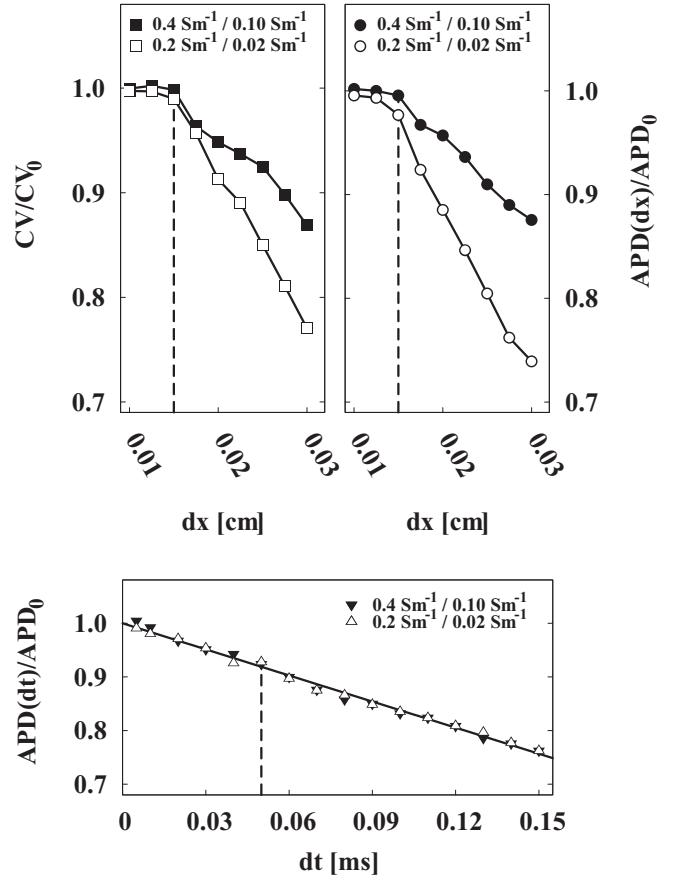 0.4 Sm⁻¹ / 0.10 Sm⁻¹
0.2 Sm⁻¹ / 0.02 Sm⁻¹
0.4 Sm⁻¹ / 0.10 Sm⁻¹
0.2 Sm⁻¹ / 0.02 Sm⁻¹
CV/CV₀
1.0
0.9
0.8
0.7
1.0
0.9
0.8
0.7
APD(dx)/APD₀
0.01
0.02
0.03
0.01
0.02
0.03
dx [cm]
dx [cm]
0.4 Sm⁻¹ / 0.10 Sm⁻¹
0.2 Sm⁻¹ / 0.02 Sm⁻¹
APD(dt)/APD₀
1.0
0.9
0.8
0.7
0 0.03 0.06 0.09 0.12 0.15
dt [ms]